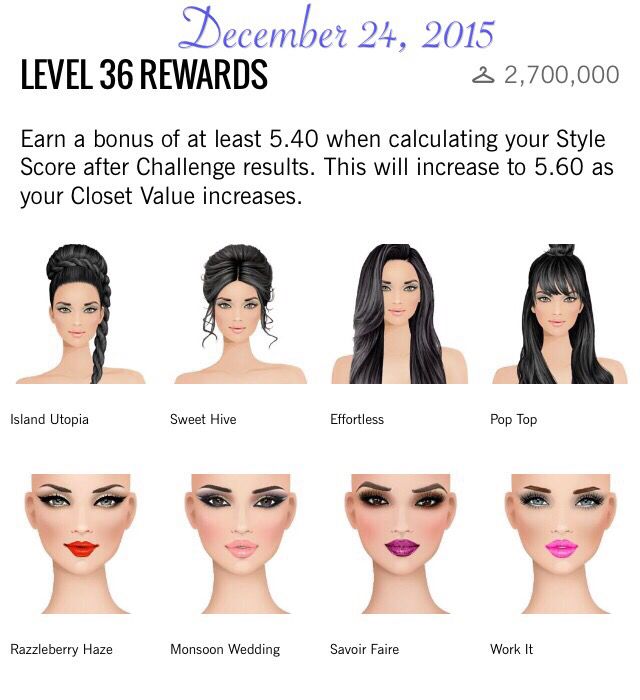 December 24, 2015
LEVEL 36 REWARDS
2,700,000
Earn a bonus of at least 5.40 when calculating your Style
Score after Challenge results. This will increase to 5.60 as
your Closet Value increases.
Island Utopia
Sweet Hive
Effortless
Pop Top
Razzleberry Haze
Monsoon Wedding
Savoir Faire
Work It